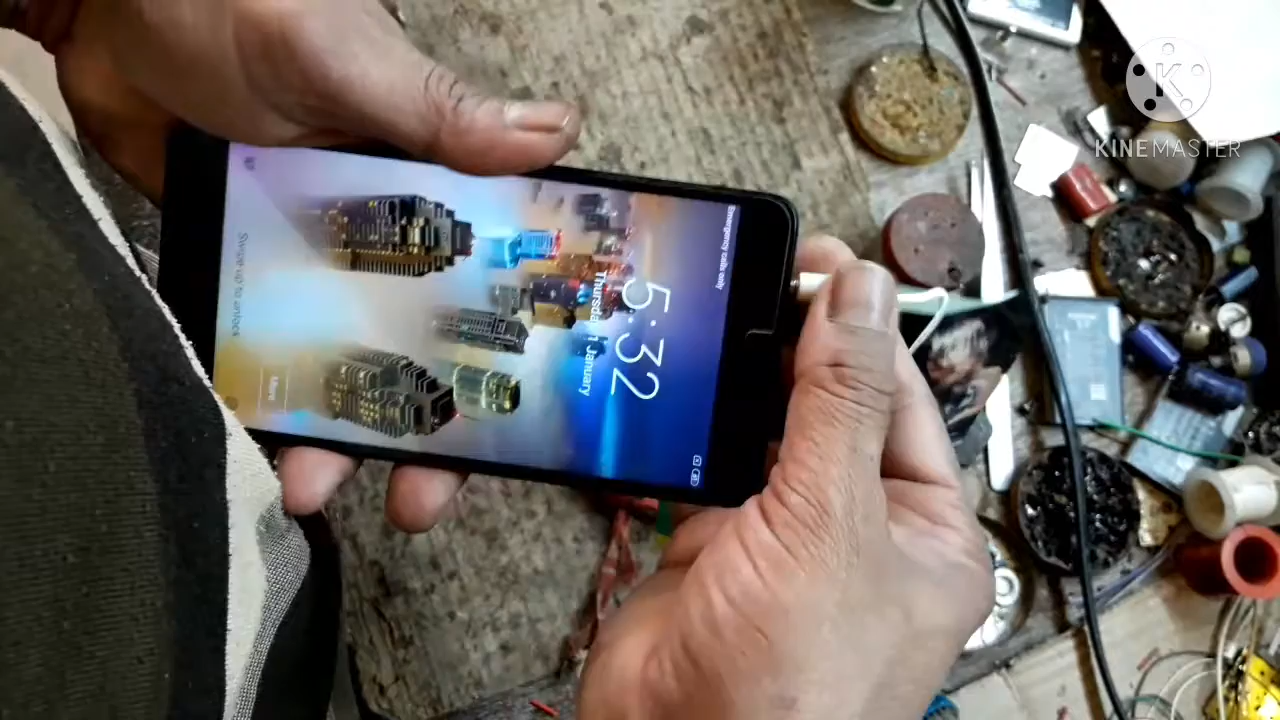 Emergency calls only
5:32
Thursday, 1 January
Swipe up to unlock
K
KINEMASTER